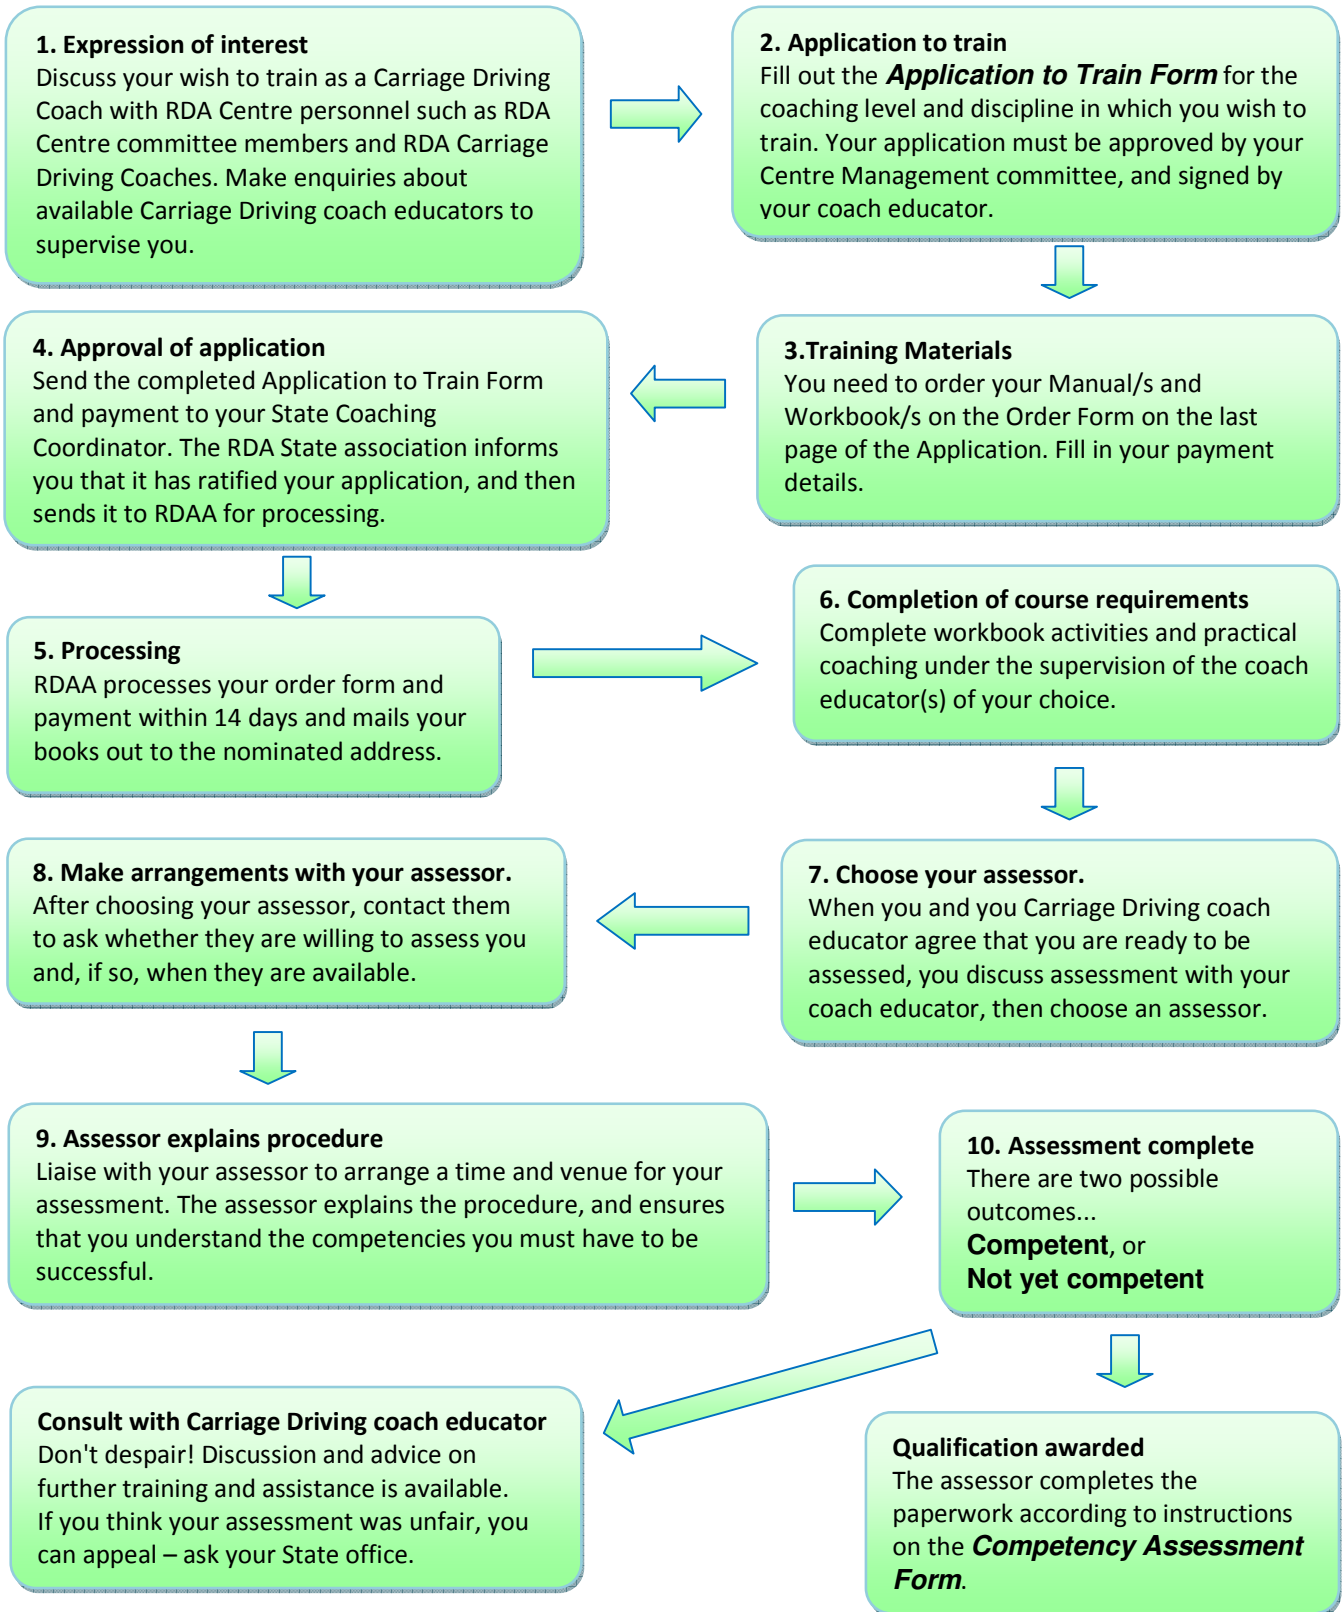 1. Expression of interest
Discuss your wish to train as a Carriage Driving
Coach with RDA Centre personnel such as RDA
Centre committee members and RDA Carriage
Driving Coaches. Make enquiries about
available Carriage Driving coach educators to
supervise you.
2. Application to train
Fill out the Application to Train Form for the
coaching level and discipline in which you wish to
train. Your application must be approved by your
Centre Management committee, and signed by
your coach educator.
3.Training Materials
You need to order your Manual/s and
Workbook/s on the Order Form on the last
page of the Application. Fill in your payment
details.
4. Approval of application
Send the completed Application to Train Form
and payment to your State Coaching
Coordinator. The RDA State association informs
you that it has ratified your application, and then
sends it to RDAA for processing.
5. Processing
RDAA processes your order form and
payment within 14 days and mails your
books out to the nominated address.
6. Completion of course requirements
Complete workbook activities and practical
coaching under the supervision of the coach
educator(s) of your choice.
7. Choose your assessor.
When you and you Carriage Driving coach
educator agree that you are ready to be
assessed, you discuss assessment with your
coach educator, then choose an assessor.
8. Make arrangements with your assessor.
After choosing your assessor, contact them
to ask whether they are willing to assess you
and, if so, when they are available.
9. Assessor explains procedure
Liaise with your assessor to arrange a time and venue for your
assessment. The assessor explains the procedure, and ensures
that you understand the competencies you must have to be
successful.
10. Assessment complete
There are two possible
outcomes...
Competent, or
Not yet competent
Consult with Carriage Driving coach educator
Don't despair! Discussion and advice on
further training and assistance is available.
If you think your assessment was unfair, you
can appeal – ask your State office.
Qualification awarded
The assessor completes the
paperwork according to instructions
on the Competency Assessment
Form.